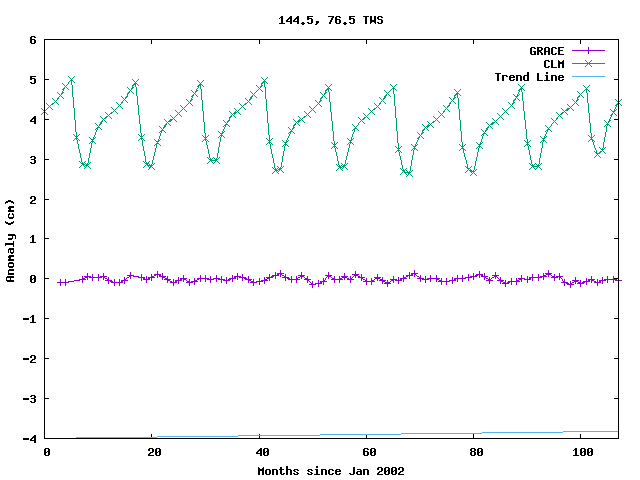 144.5, 76.5 TWS
GRACE
CLM
Trend Line
6
5
4
3
2
1
0
-1
-2
-3
-4
Anomaly (cm)
0 20 40 60 80 100
Months since Jan 2002